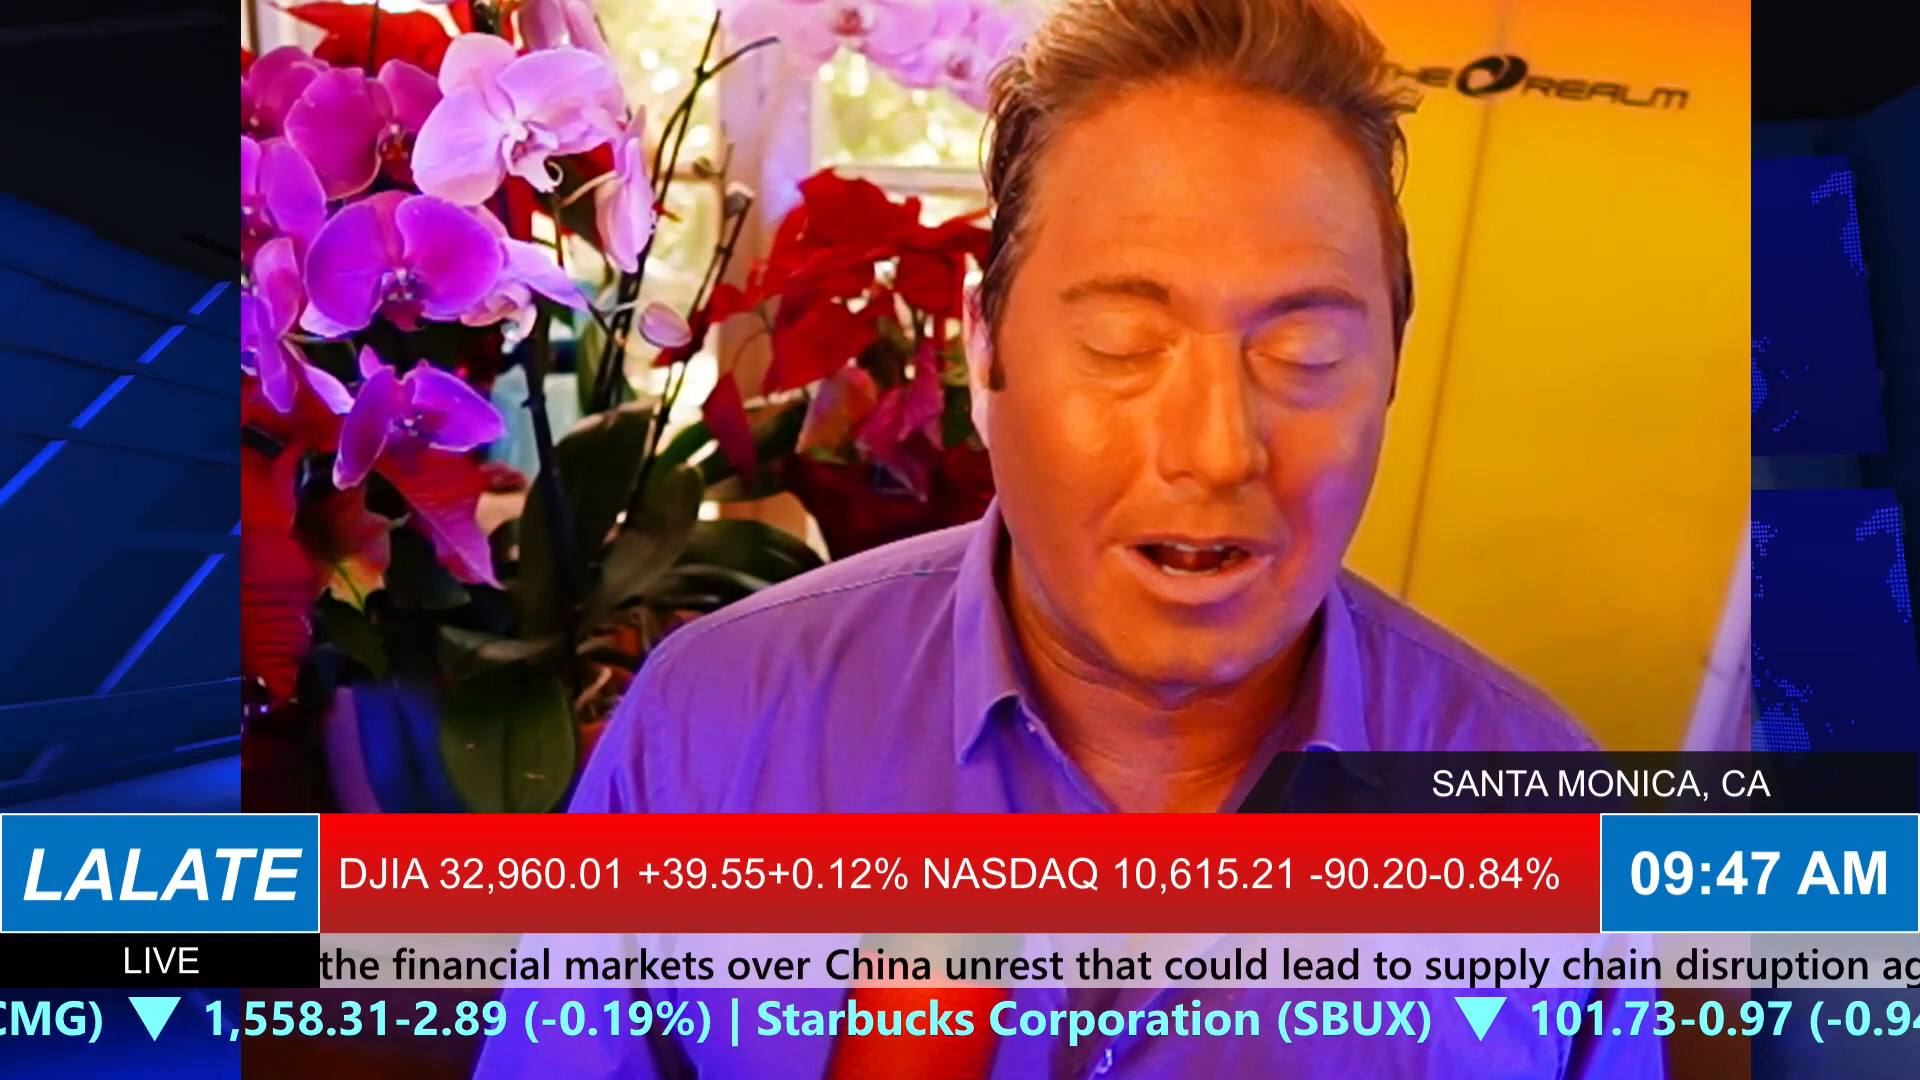 THE REALM
SANTA MONICA, CA
LALATE
DJIA 32,960.01 +39.55+0.12% NASDAQ 10,615.21 -90.20-0.84%
09:47 AM
LIVE
the financial markets over China unrest that could lead to supply chain disruption ag
CMG) ▼ 1,558.31-2.89 (-0.19%) | Starbucks Corporation (SBUX) ▼ 101.73-0.97 (-0.94